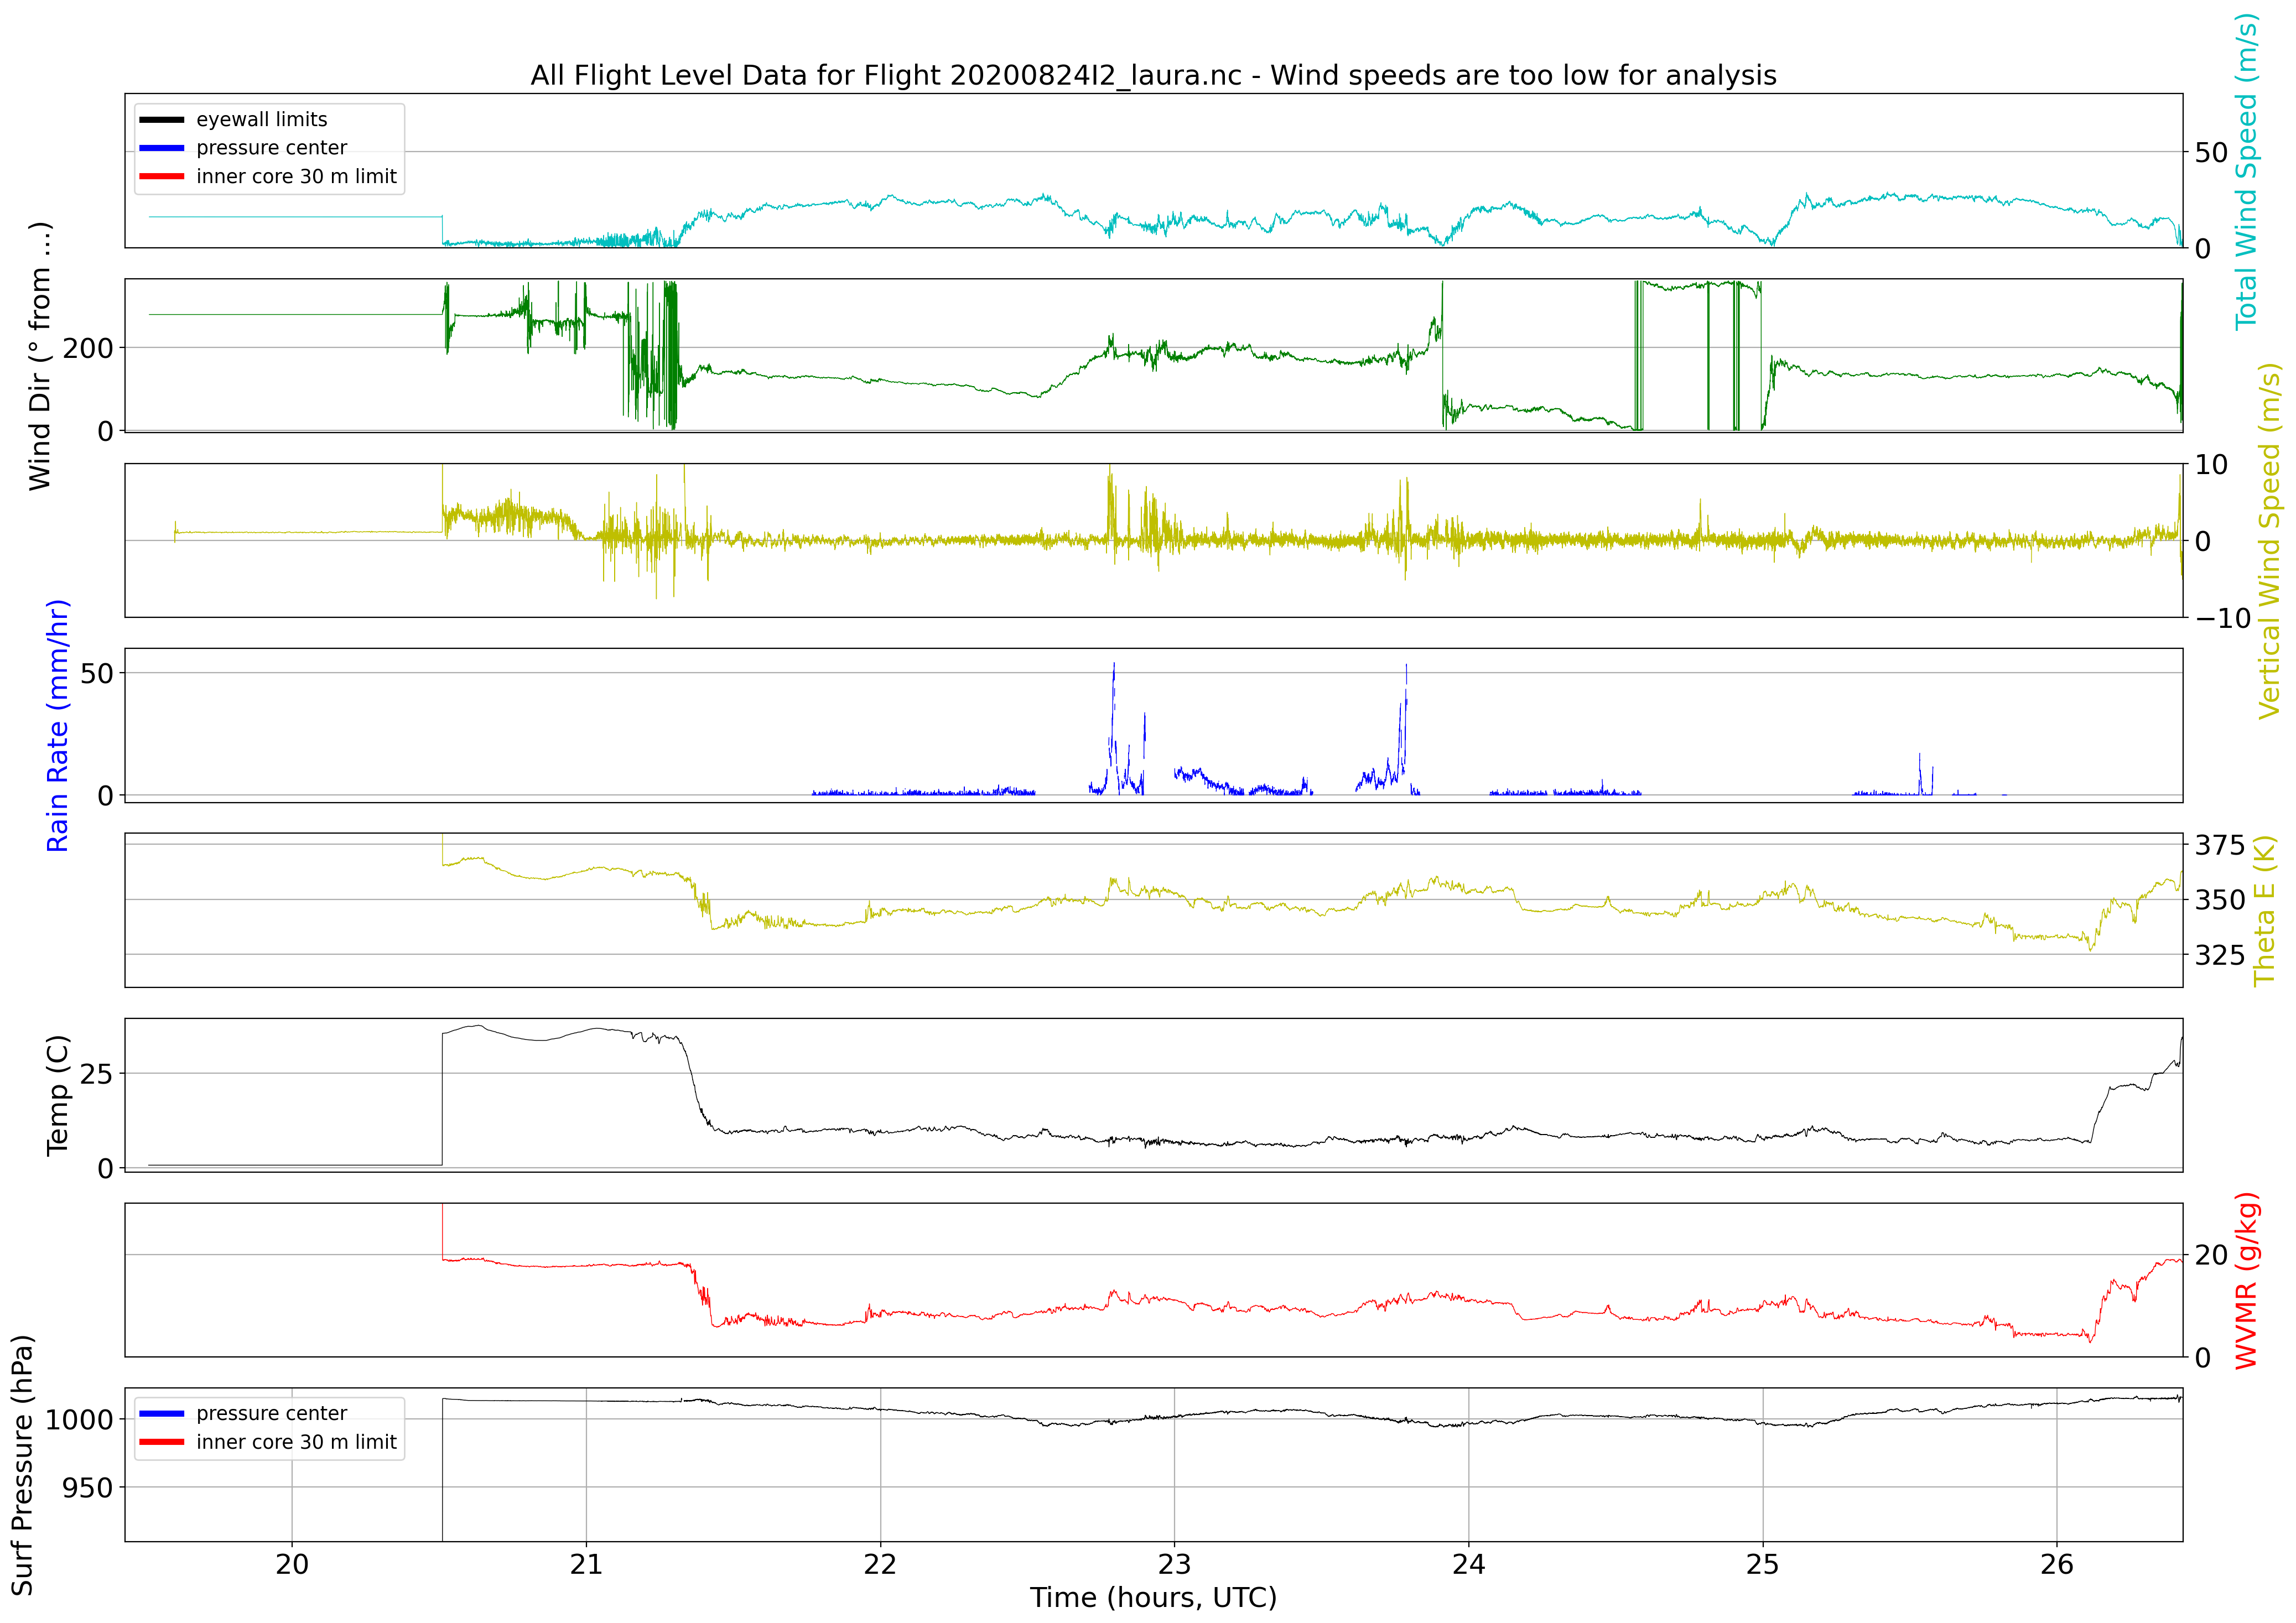 All Flight Level Data for Flight 20200824I2_laura.nc - Wind speeds are too low for analysis
eyewall limits
pressure center
inner core 30 m limit
50
0
Total Wind Speed (m/s)
Wind Dir (° from ...)
200
0
10
0
−10
Vertical Wind Speed (m/s)
Rain Rate (mm/hr)
50
0
375
350
325
Theta E (K)
Temp (C)
25
0
20
0
WVMR (g/kg)
Surf Pressure (hPa)
1000
950
pressure center
inner core 30 m limit
20 21 22 23 24 25 26
Time (hours, UTC)